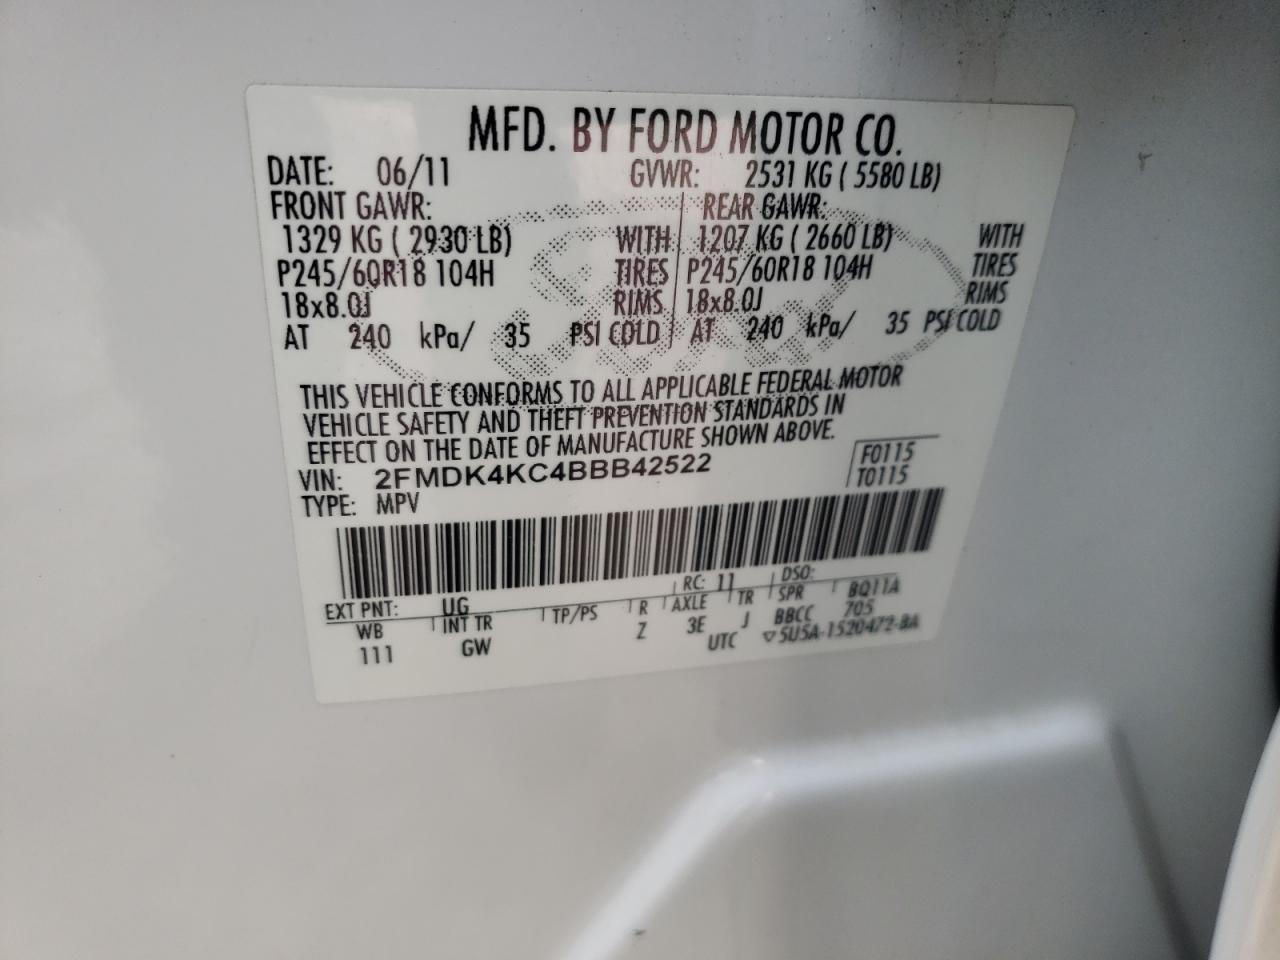 MFD. BY FORD MOTOR CO.
DATE: 06/11 GVWR: 2531 KG ( 5580 LB)
FRONT GAWR: REAR GAWR:
1329 KG ( 2930 LB) WITH 1207 KG ( 2660 LB) WITH
P245/60R18 104H TIRES P245/60R18 104H TIRES
18x8.0J RIMS 18x8.0J RIMS
AT 240 kPa/ 35 PSI COLD AT 240 kPa/ 35 PSI COLD
THIS VEHICLE CONFORMS TO ALL APPLICABLE FEDERAL MOTOR
VEHICLE SAFETY AND THEFT PREVENTION STANDARDS IN
EFFECT ON THE DATE OF MANUFACTURE SHOWN ABOVE.
VIN: 2FMDK4KC4BBB42522 F0115
TYPE: MPV T0115
EXT PNT: UG RC: 11 DSO:
WB INT TR TP/PS R AXLE TR SPR BQ11A
111 GW Z 3E J BBCC 705
UTC ▽5U5A-1520472-BA